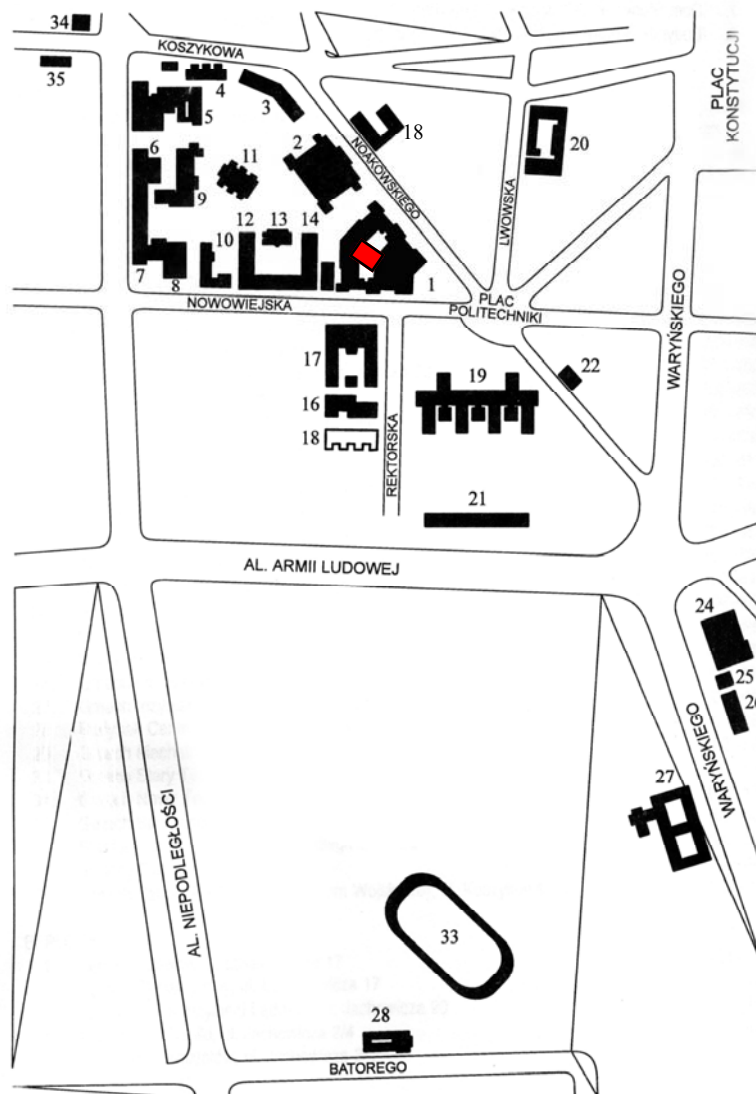 34
KOSZYKOWA
PLAC
KONSTYTUCJI
35
4
3
5
18
2
20
NOAKOWSKIEGO
6
11
9
LWOWSKA
12
13
14
10
7
8
1
NOWOWIEJSKA
PLAC
POLITECHNIKI
WARYŃSKIEGO
17
19
22
16
18
REKTORSKA
21
AL. ARMII LUDOWEJ
24
25
26
WARYŃSKIEGO
27
AL. NIEPODLEGŁOŚCI
33
28
BATOREGO